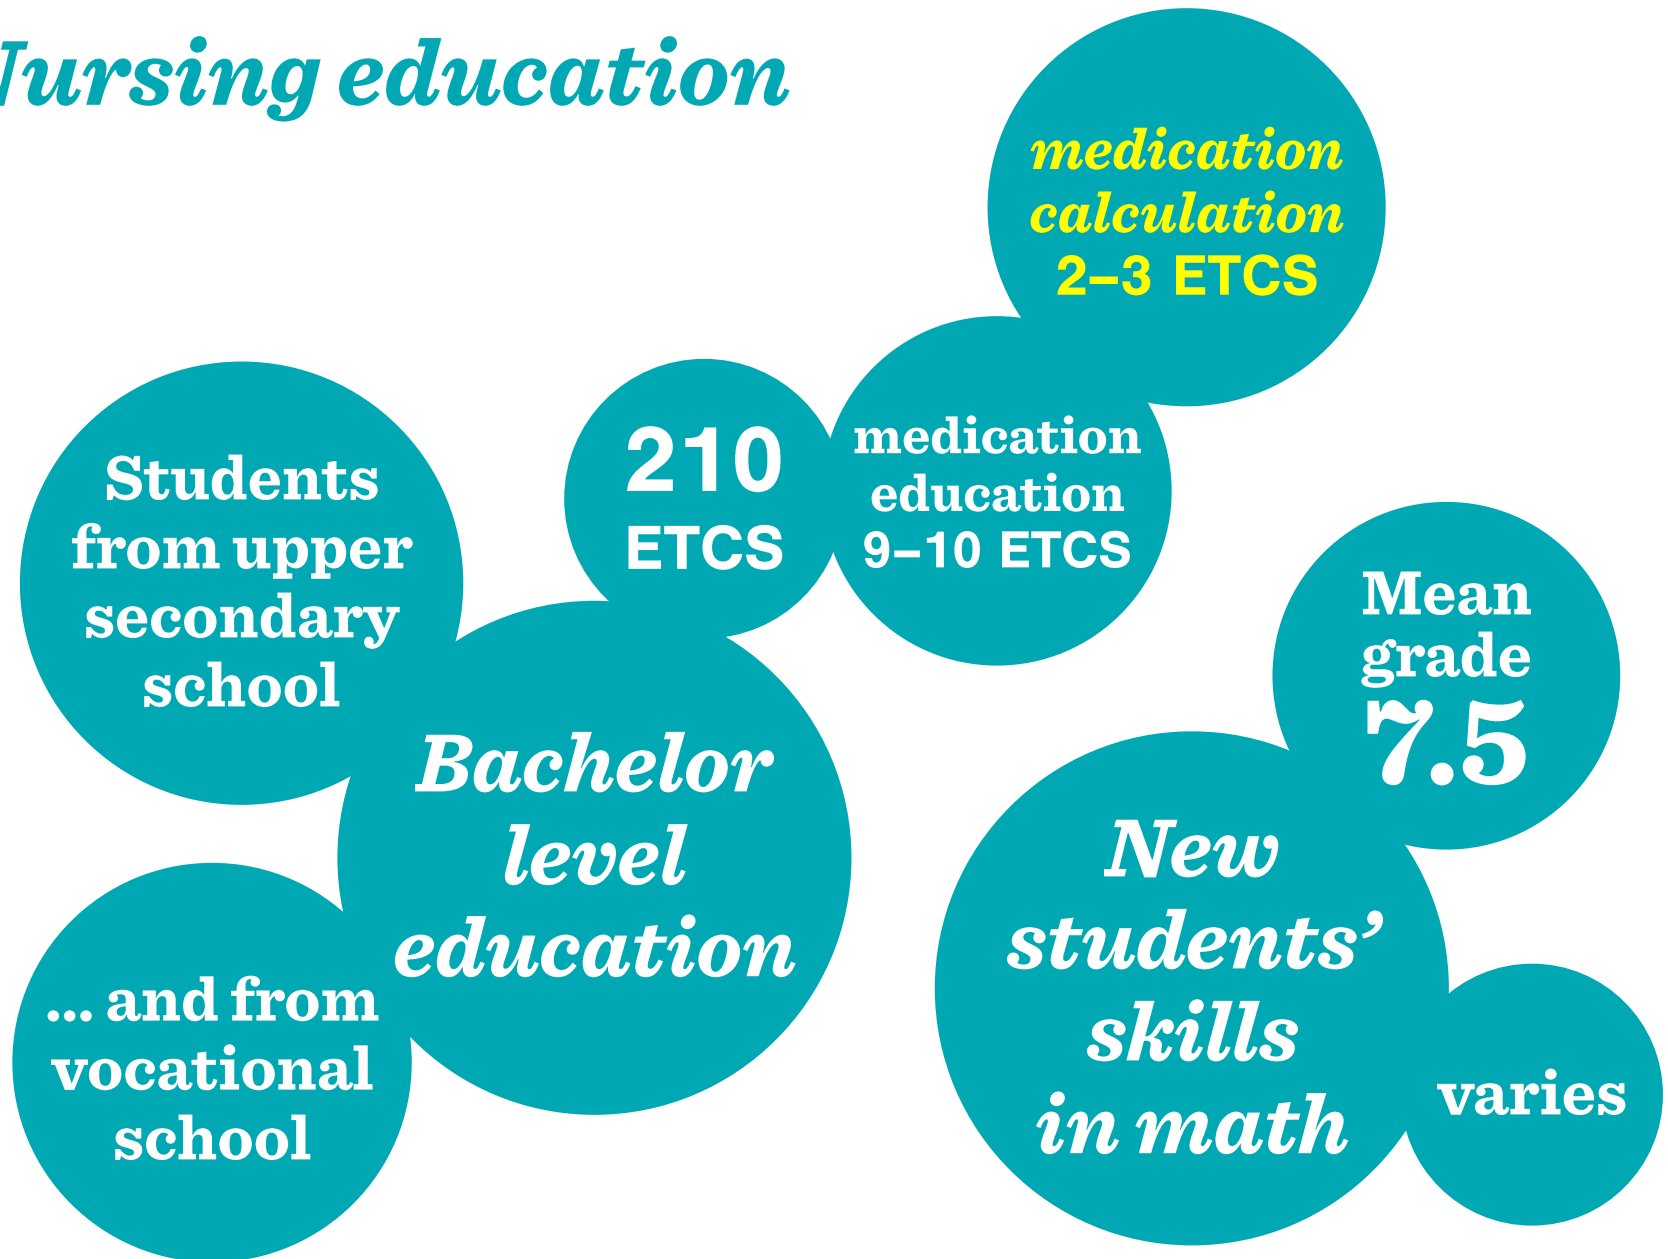 Nursing education
medication
calculation
2–3 ETCS
210
ETCS
medication
education
9–10 ETCS
Students
from upper
secondary
school
Bachelor
level
education
... and from
vocational
school
Mean
grade
7.5
New
students’
skills
in math
varies